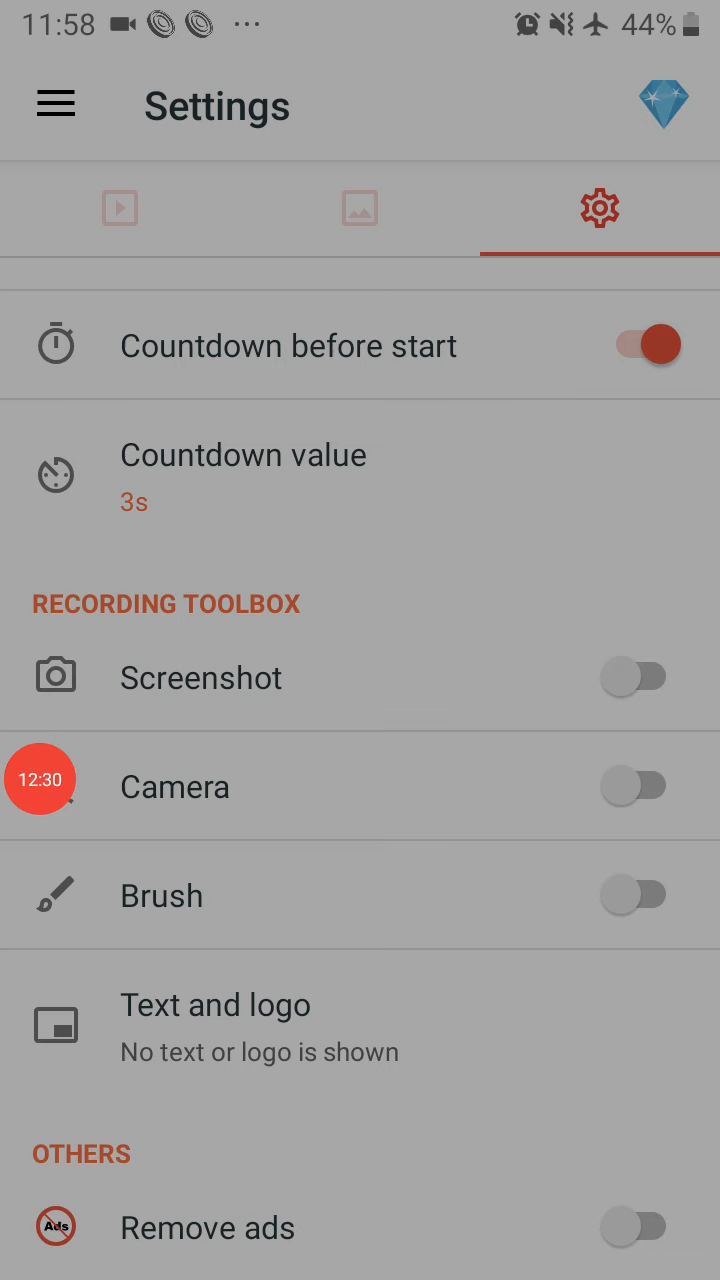 11:58
44%
Settings
Countdown before start
Countdown value
3s
RECORDING TOOLBOX
Screenshot
12:30
Camera
Brush
Text and logo
No text or logo is shown
OTHERS
Ads
Remove ads